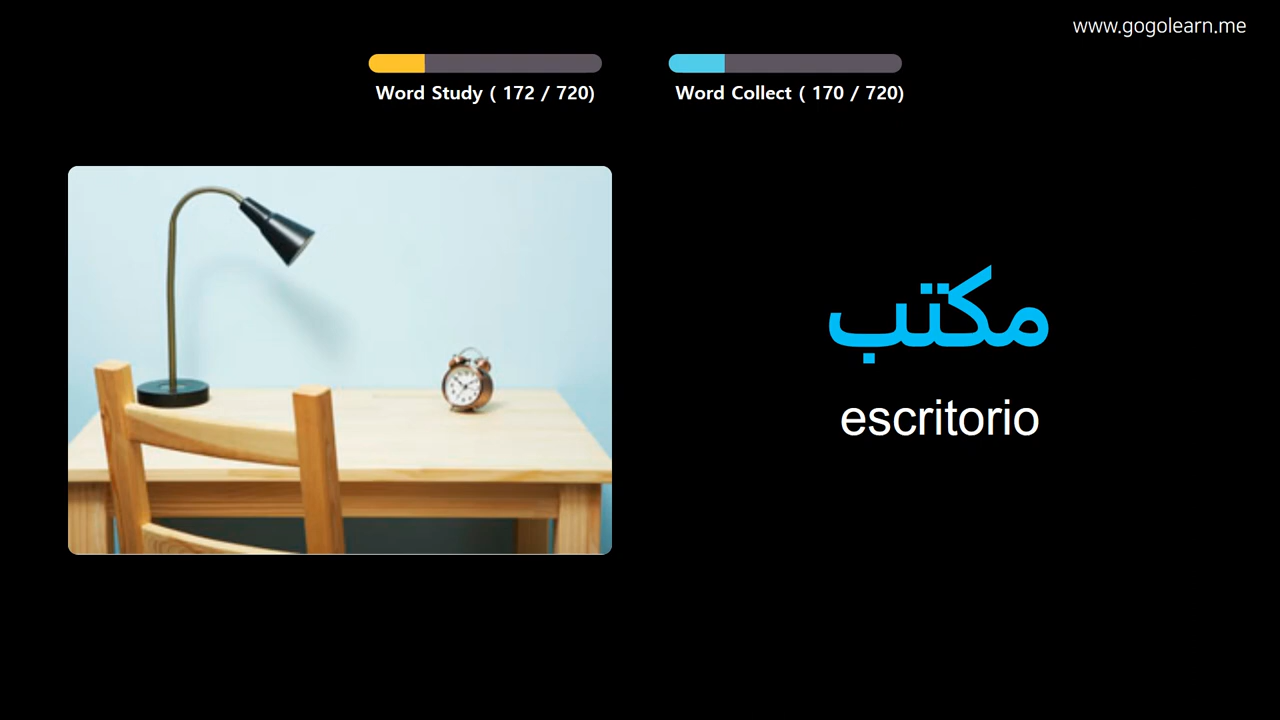 www.gogolearn.me
Word Study ( 172 / 720)
Word Collect ( 170 / 720)
مكتب
escritorio